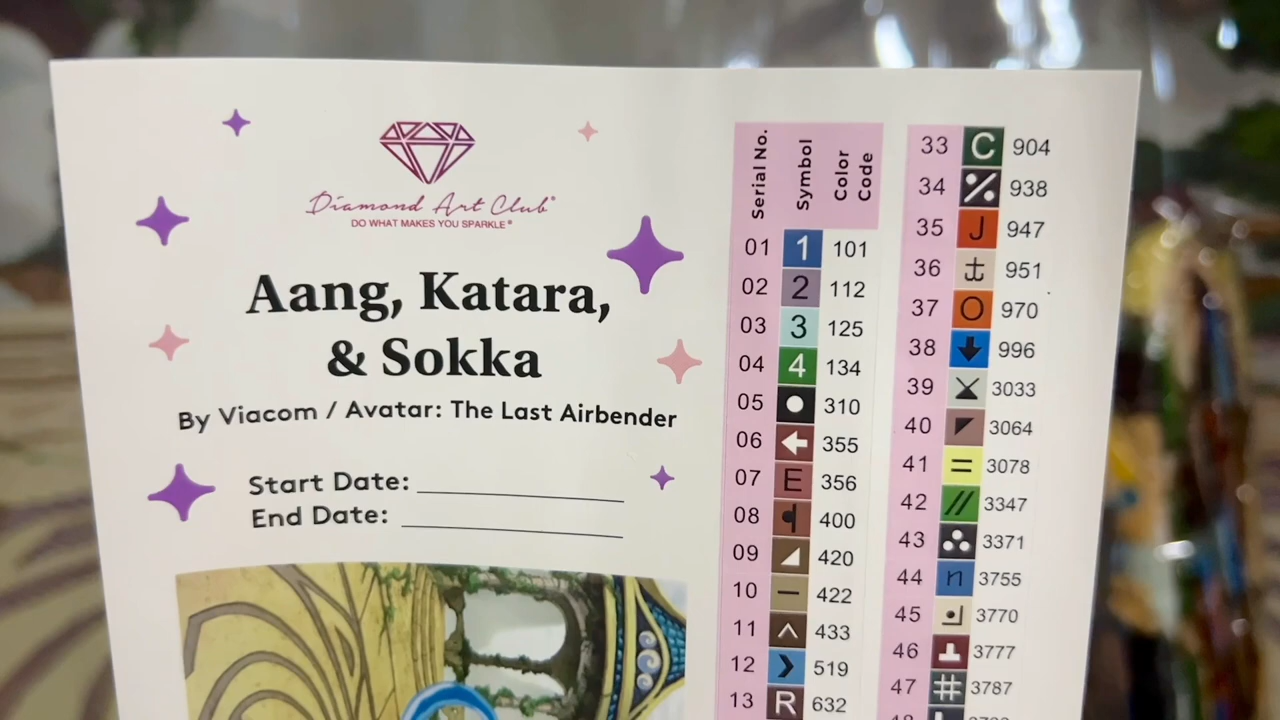 Diamond Art Club®
DO WHAT MAKES YOU SPARKLE®
Aang, Katara,
& Sokka
By Viacom / Avatar: The Last Airbender
Start Date:
End Date:
Serial No. Symbol Color Code
01 1 101
02 2 112
03 3 125
04 4 134
05 310
06 355
07 E 356
08 400
09 420
10 − 422
11 ^ 433
12 519
13 R 632
33 C 904
34 938
35 J 947
36 951
37 O 970
38 996
39 3033
40 3064
41 = 3078
42 // 3347
43 3371
44 n 3755
45 3770
46 3777
47 # 3787